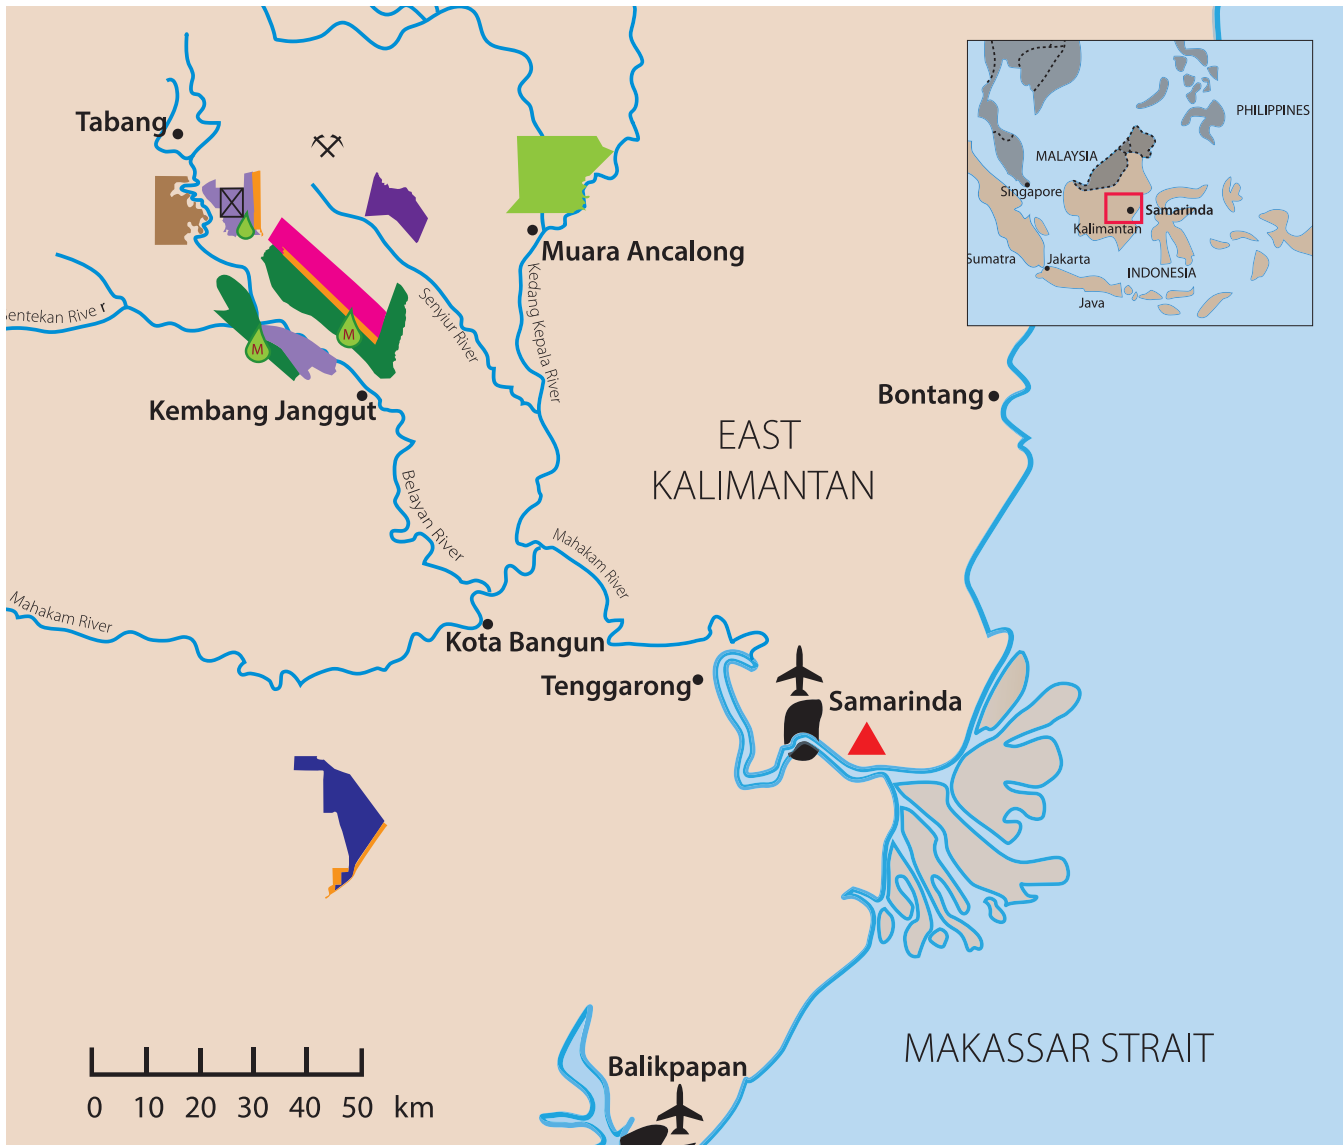 Tabang
Muara Ancalong
Sentekan River
Kembang Janggut
Senyiur River
Kedang Kepala River
Belayan River
Mahakam River
Mahakam River
Kota Bangun
Tenggarong
Samarinda
Bontang
EAST
KALIMANTAN
MAKASSAR STRAIT
Balikpapan
M
M
0 10 20 30 40 50 km
PHILIPPINES
MALAYSIA
Singapore
Samarinda
Kalimantan
Sumatra
Jakarta
INDONESIA
Java